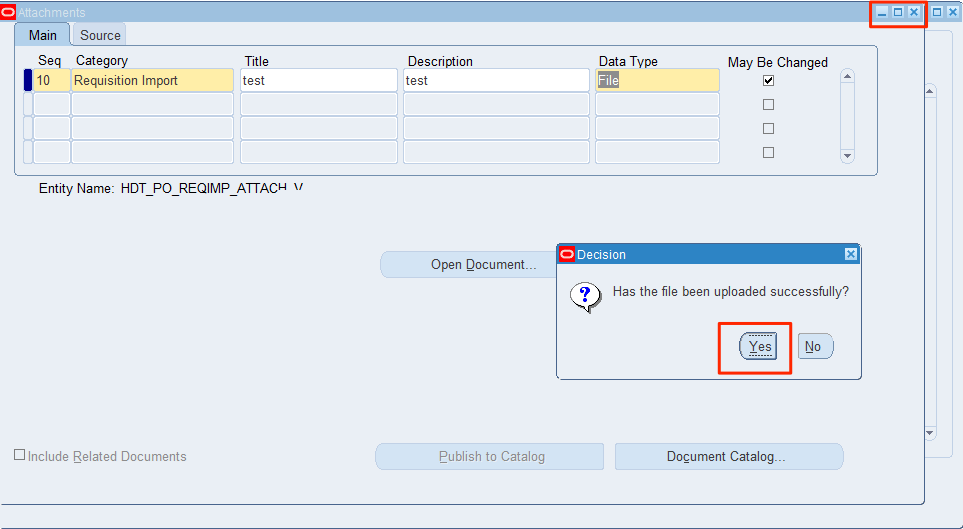 Attachments
Main Source
Seq Category Title Description Data Type May Be Changed
10 Requisition Import test test File
Entity Name: HDT_PO_REQIMP_ATTACH_V
Open Document...
Decision
Has the file been uploaded successfully?
Yes No
Include Related Documents Publish to Catalog Document Catalog...